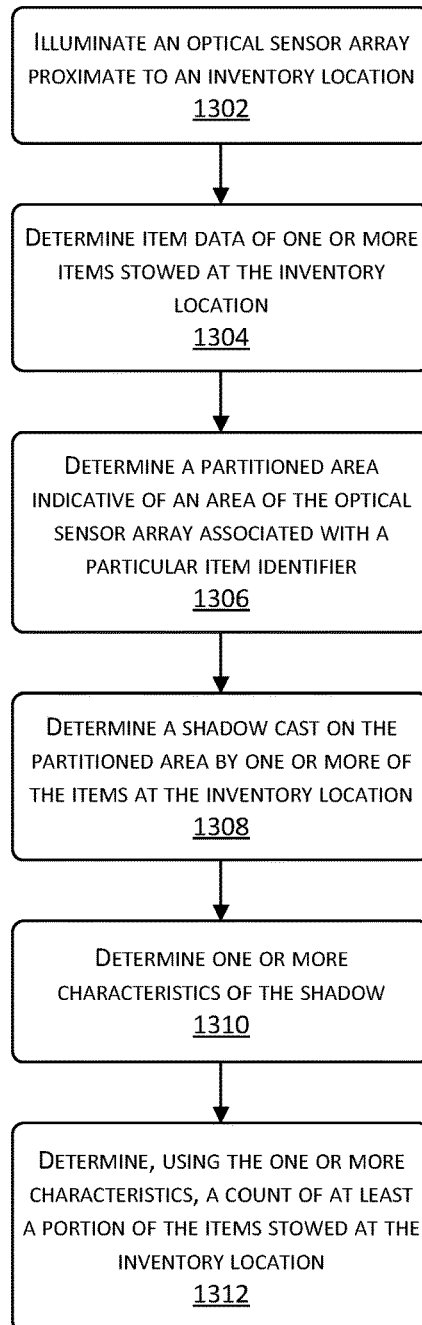 ILLUMINATE AN OPTICAL SENSOR ARRAY
PROXIMATE TO AN INVENTORY LOCATION
1302
DETERMINE ITEM DATA OF ONE OR MORE
ITEMS STOWED AT THE INVENTORY
LOCATION
1304
DETERMINE A PARTITIONED AREA
INDICATIVE OF AN AREA OF THE OPTICAL
SENSOR ARRAY ASSOCIATED WITH A
PARTICULAR ITEM IDENTIFIER
1306
DETERMINE A SHADOW CAST ON THE
PARTITIONED AREA BY ONE OR MORE OF
THE ITEMS AT THE INVENTORY LOCATION
1308
DETERMINE ONE OR MORE
CHARACTERISTICS OF THE SHADOW
1310
DETERMINE, USING THE ONE OR MORE
CHARACTERISTICS, A COUNT OF AT LEAST
A PORTION OF THE ITEMS STOWED AT THE
INVENTORY LOCATION
1312